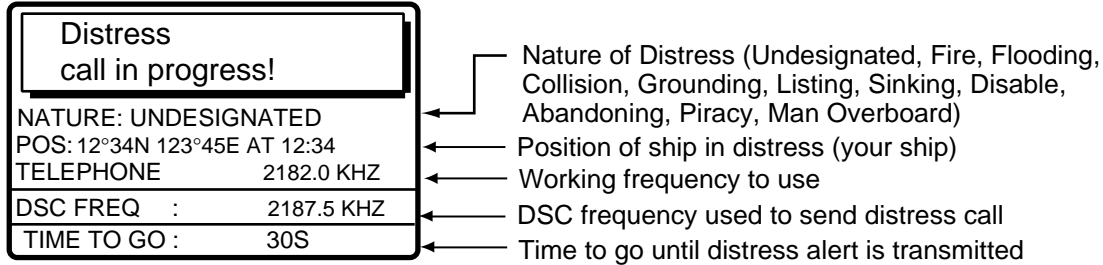 Distress
call in progress!
NATURE: UNDESIGNATED
POS: 12°34N 123°45E AT 12:34
TELEPHONE 2182.0 KHZ
DSC FREQ : 2187.5 KHZ
TIME TO GO : 30S
Nature of Distress (Undesignated, Fire, Flooding,
Collision, Grounding, Listing, Sinking, Disable,
Abandoning, Piracy, Man Overboard)
Position of ship in distress (your ship)
Working frequency to use
DSC frequency used to send distress call
Time to go until distress alert is transmitted